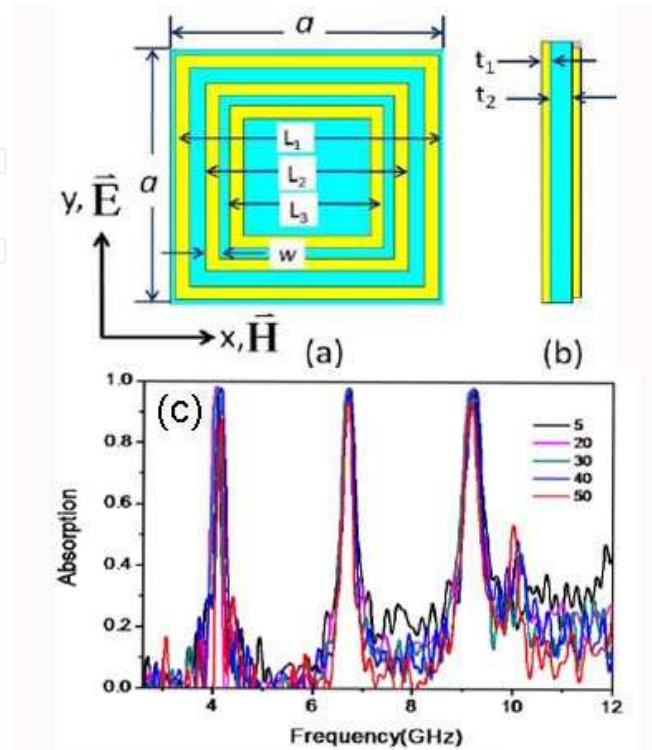 a
a
L₁
L₂
L₃
w
y, E⃗
x, H⃗
(a)
t₁
t₂
(b)
(c)
5
20
30
40
50
1.0
0.8
0.6
0.4
0.2
0.0
Absorption
4 6 8 10 12
Frequency(GHz)